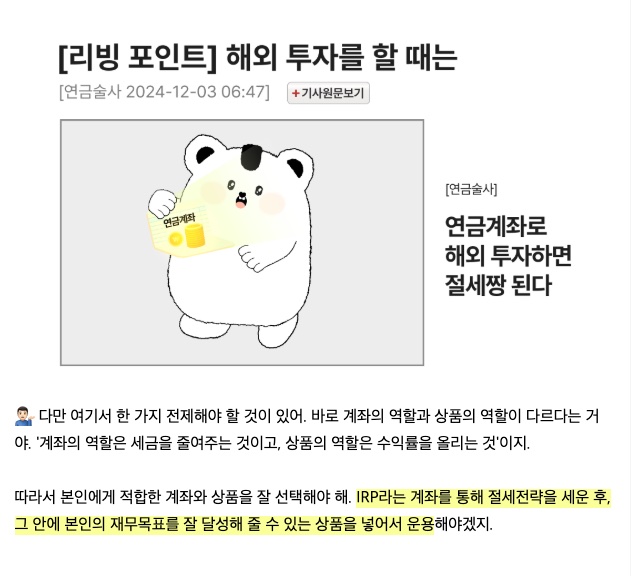 [리빙 포인트] 해외 투자를 할 때는
[연금술사 2024-12-03 06:47] +기사원문보기
연금계좌
[연금술사]
연금계좌로
해외 투자하면
절세짱 된다
💁🏻‍♂️ 다만 여기서 한 가지 전제해야 할 것이 있어. 바로 계좌의 역할과 상품의 역할이 다르다는 거
야. '계좌의 역할은 세금을 줄여주는 것이고, 상품의 역할은 수익률을 올리는 것'이지.
따라서 본인에게 적합한 계좌와 상품을 잘 선택해야 해. IRP라는 계좌를 통해 절세전략을 세운 후,
그 안에 본인의 재무목표를 잘 달성해 줄 수 있는 상품을 넣어서 운용해야겠지.